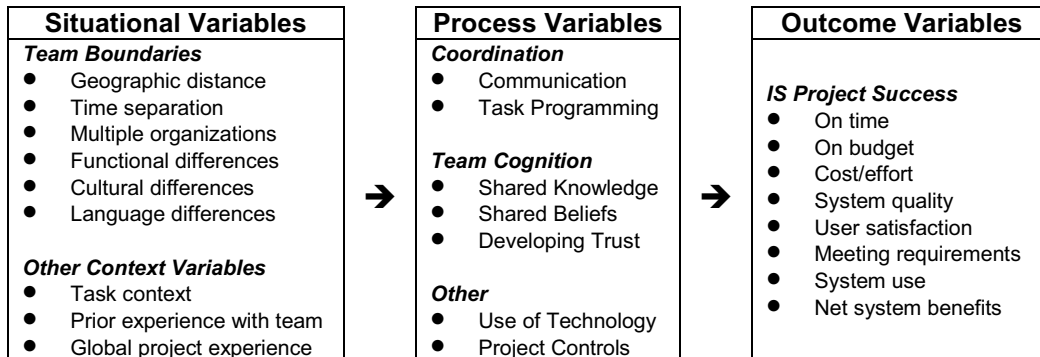 Situational Variables
Team Boundaries
● Geographic distance
● Time separation
● Multiple organizations
● Functional differences
● Cultural differences
● Language differences
Other Context Variables
● Task context
● Prior experience with team
● Global project experience
➔
Process Variables
Coordination
● Communication
● Task Programming
Team Cognition
● Shared Knowledge
● Shared Beliefs
● Developing Trust
Other
● Use of Technology
● Project Controls
➔
Outcome Variables
IS Project Success
● On time
● On budget
● Cost/effort
● System quality
● User satisfaction
● Meeting requirements
● System use
● Net system benefits